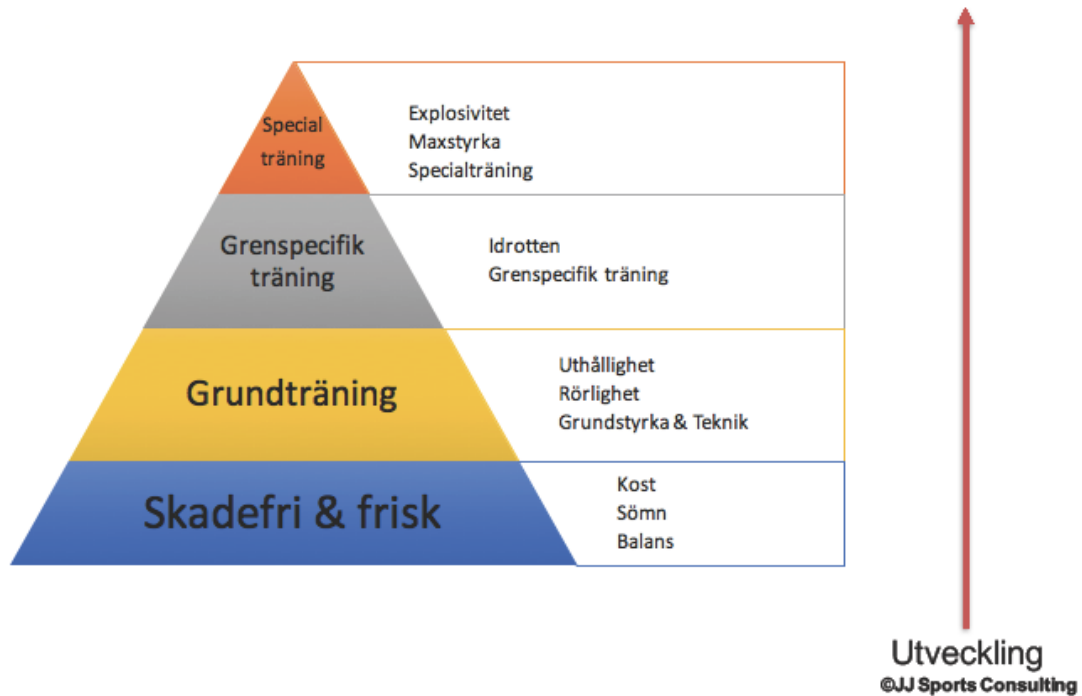 Special
träning
Explosivitet
Maxstyrka
Specialträning
Grenspecifik
träning
Idrotten
Grenspecifik träning
Grundträning
Uthållighet
Rörlighet
Grundstyrka & Teknik
Skadefri & frisk
Kost
Sömn
Balans
Utveckling
©JJ Sports Consulting